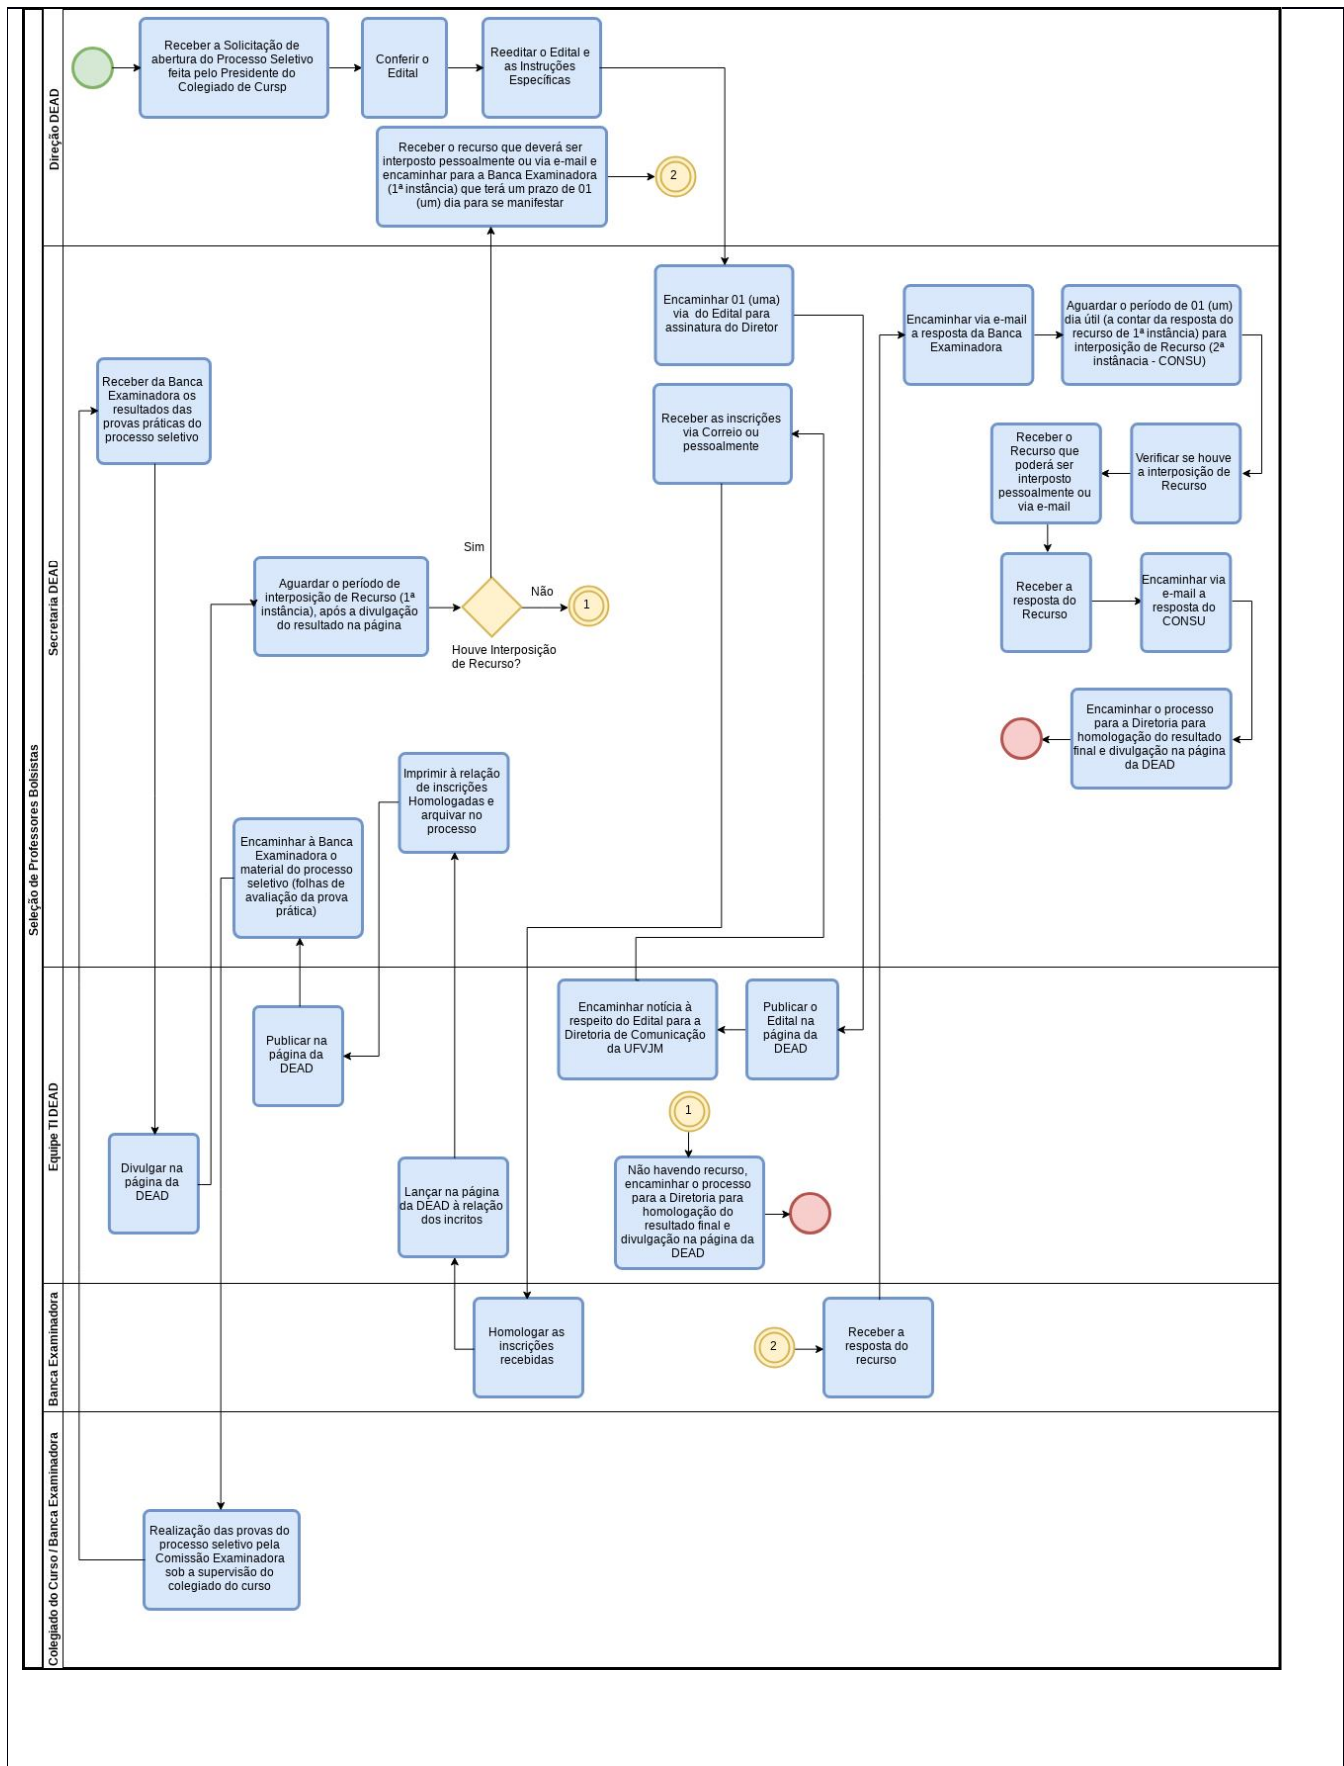 Seleção de Professores Bolsistas
Direção DEAD
Receber a Solicitação de
abertura do Processo Seletivo
feita pelo Presidente do
Colegiado de Cursp
Conferir o
Edital
Reeditar o Edital e
as Instruções
Específicas
Receber o recurso que deverá ser
interposto pessoalmente ou via e-mail e
encaminhar para a Banca Examinadora
(1ª instância) que terá um prazo de 01
(um) dia para se manifestar
2
Secretaria DEAD
Encaminhar 01 (uma)
via do Edital para
assinatura do Diretor
Encaminhar via e-mail
a resposta da Banca
Examinadora
Aguardar o período de 01 (um)
dia útil (a contar da resposta do
recurso de 1ª instância) para
interposição de Recurso (2ª
instânacia - CONSU)
Receber da Banca
Examinadora os
resultados das
provas práticas do
processo seletivo
Receber as inscrições
via Correio ou
pessoalmente
Receber o
Recurso que
poderá ser
interposto
pessoalmente ou
via e-mail
Verificar se houve
a interposição de
Recurso
Sim
Aguardar o período de
interposição de Recurso (1ª
instância), após a divulgação
do resultado na página
Não
1
Houve Interposição
de Recurso?
Receber a
resposta do
Recurso
Encaminhar via
e-mail a
resposta do
CONSU
Encaminhar o processo
para a Diretoria para
homologação do resultado
final e divulgação na página
da DEAD
Imprimir à relação
de inscrições
Homologadas e
arquivar no
processo
Encaminhar à Banca
Examinadora o
material do processo
seletivo (folhas de
avaliação da prova
prática)
Equipe TI DEAD
Encaminhar notícia à
respeito do Edital para a
Diretoria de Comunicação
da UFVJM
Publicar o
Edital na
página da
DEAD
Publicar na
página da
DEAD
1
Divulgar na
página da
DEAD
Lançar na página
da DEAD à relação
dos incritos
Não havendo recurso,
encaminhar o processo
para a Diretoria para
homologação do
resultado final e
divulgação na página da
DEAD
Banca Examinadora
Homologar as
inscrições
recebidas
2
Receber a
resposta do
recurso
Colegiado do Curso / Banca Examinadora
Realização das provas do
processo seletivo pela
Comissão Examinadora
sob a supervisão do
colegiado do curso